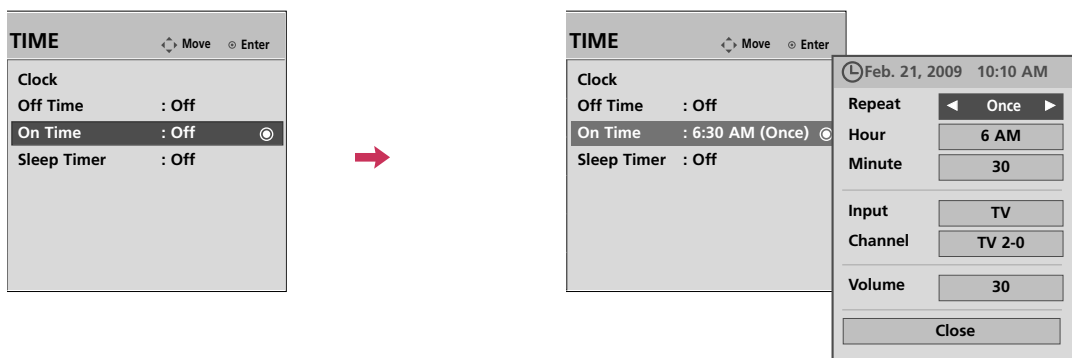 TIME Move Enter
Clock
Off Time : Off
On Time : Off
Sleep Timer : Off
TIME Move Enter
Clock
Off Time : Off
On Time : 6:30 AM (Once)
Sleep Timer : Off
Feb. 21, 2009 10:10 AM
Repeat ◀ Once ▶
Hour 6 AM
Minute 30
Input TV
Channel TV 2-0
Volume 30
Close